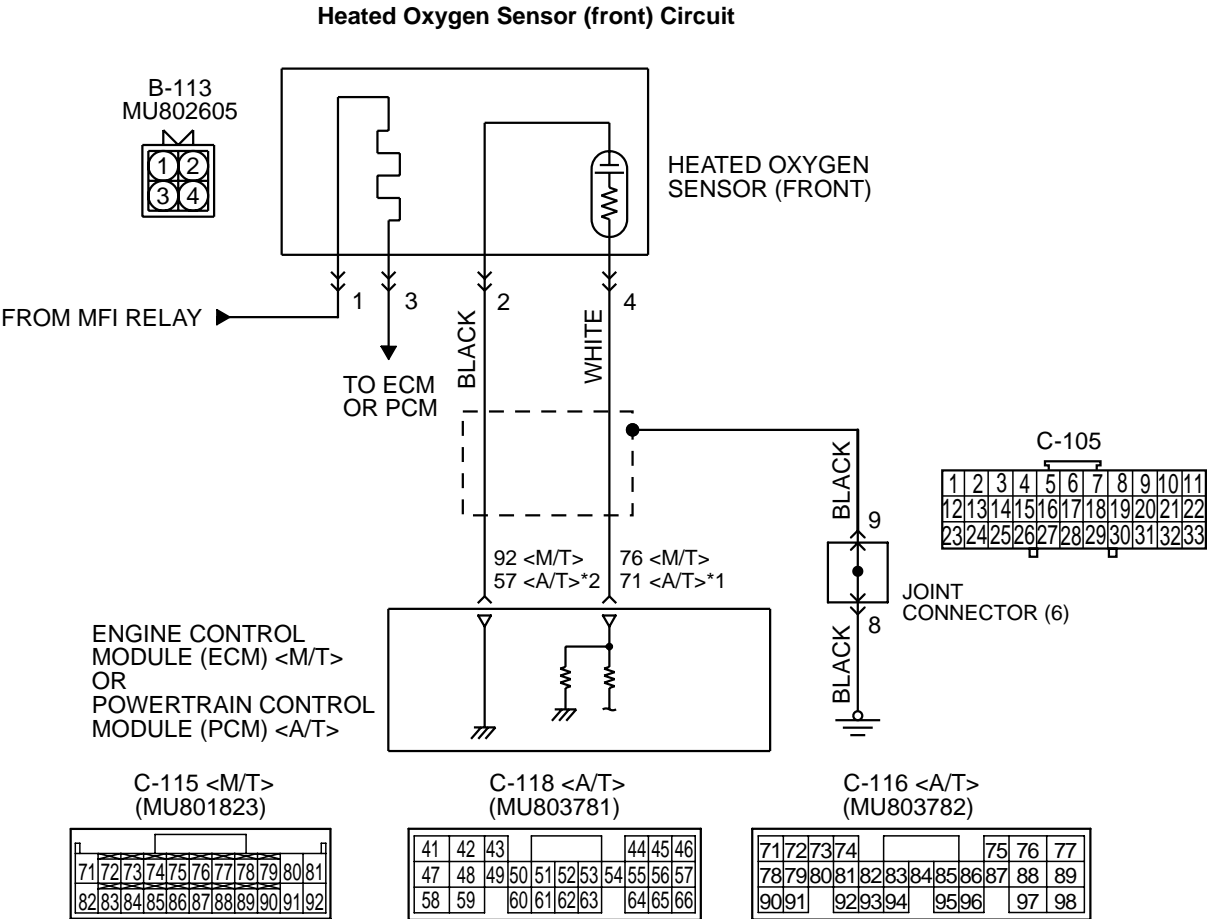 Heated Oxygen Sensor (front) Circuit
B-113
MU802605
1 2
3 4
HEATED OXYGEN
SENSOR (FRONT)
1 3 2 4
FROM MFI RELAY
TO ECM
OR PCM
BLACK
WHITE
BLACK
C-105
1 2 3 4 5 6 7 8 9 10 11
12 13 14 15 16 17 18 19 20 21 22
23 24 25 26 27 28 29 30 31 32 33
9
92 <M/T> 76 <M/T>
57 <A/T>*2 71 <A/T>*1
JOINT
CONNECTOR (6)
8
BLACK
ENGINE CONTROL
MODULE (ECM) <M/T>
OR
POWERTRAIN CONTROL
MODULE (PCM) <A/T>
C-115 <M/T>
(MU801823)
71 72 73 74 75 76 77 78 79 80 81
82 83 84 85 86 87 88 89 90 91 92
C-118 <A/T>
(MU803781)
41 42 43 44 45 46
47 48 49 50 51 52 53 54 55 56 57
58 59 60 61 62 63 64 65 66
C-116 <A/T>
(MU803782)
71 72 73 74 75 76 77
78 79 80 81 82 83 84 85 86 87 88 89
90 91 92 93 94 95 96 97 98